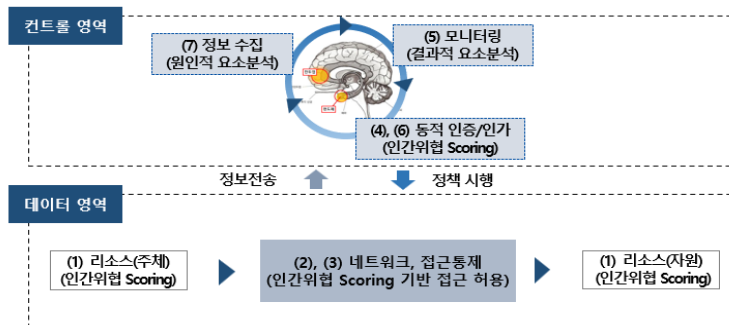 컨트롤 영역
(7) 정보 수집
(원인적 요소분석)
(5) 모니터링
(결과적 요소분석)
(4), (6) 동적 인증/인가
(인간위협 Scoring)
정보전송
정책 시행
데이터 영역
(1) 리소스(주체)
(인간위협 Scoring)
(2), (3) 네트워크, 접근통제
(인간위협 Scoring 기반 접근 허용)
(1) 리소스(자원)
(인간위협 Scoring)